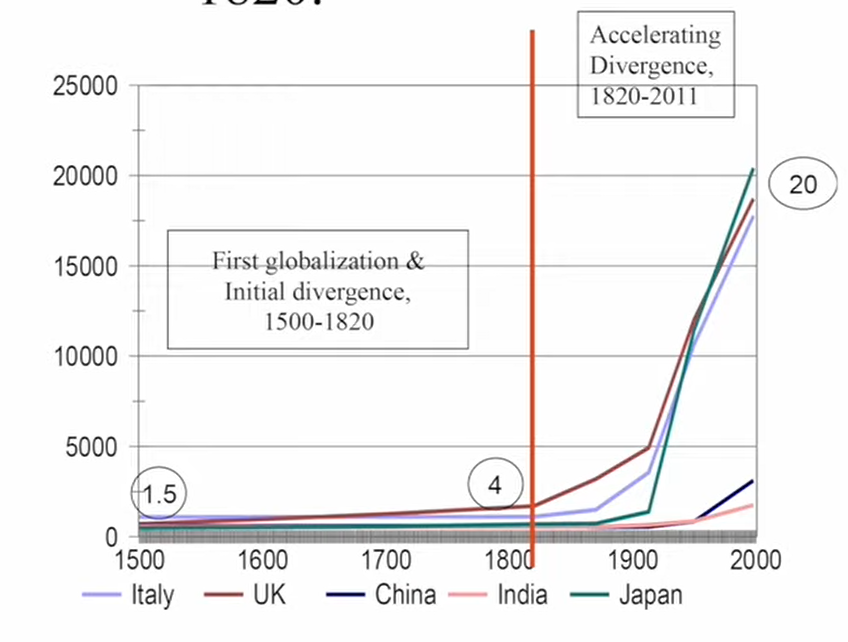 1820?
Accelerating
Divergence,
1820-2011
25000
20000
20
First globalization &
Initial divergence,
1500-1820
15000
10000
5000
1.5
4
0
1500 1600 1700 1800 1900 2000
Italy UK China India Japan